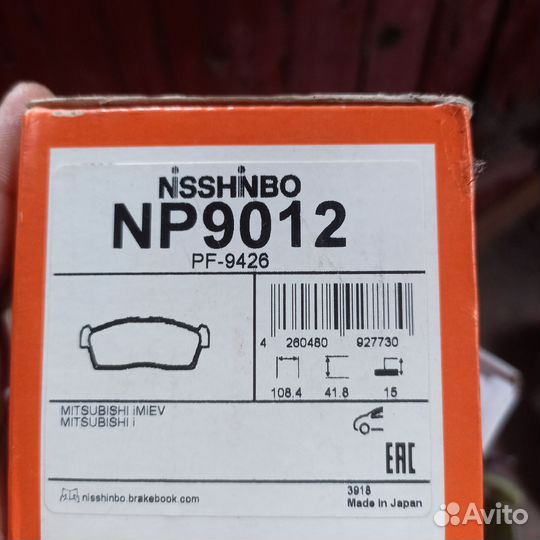 NiSSHiNBO
NP9012
PF-9426
4 260480 927730
108.4 41.8 15
MITSUBISHI iMiEV
MITSUBISHI i
EAC
nisshinbo.brakebook.com
3918
Made in Japan
Avito